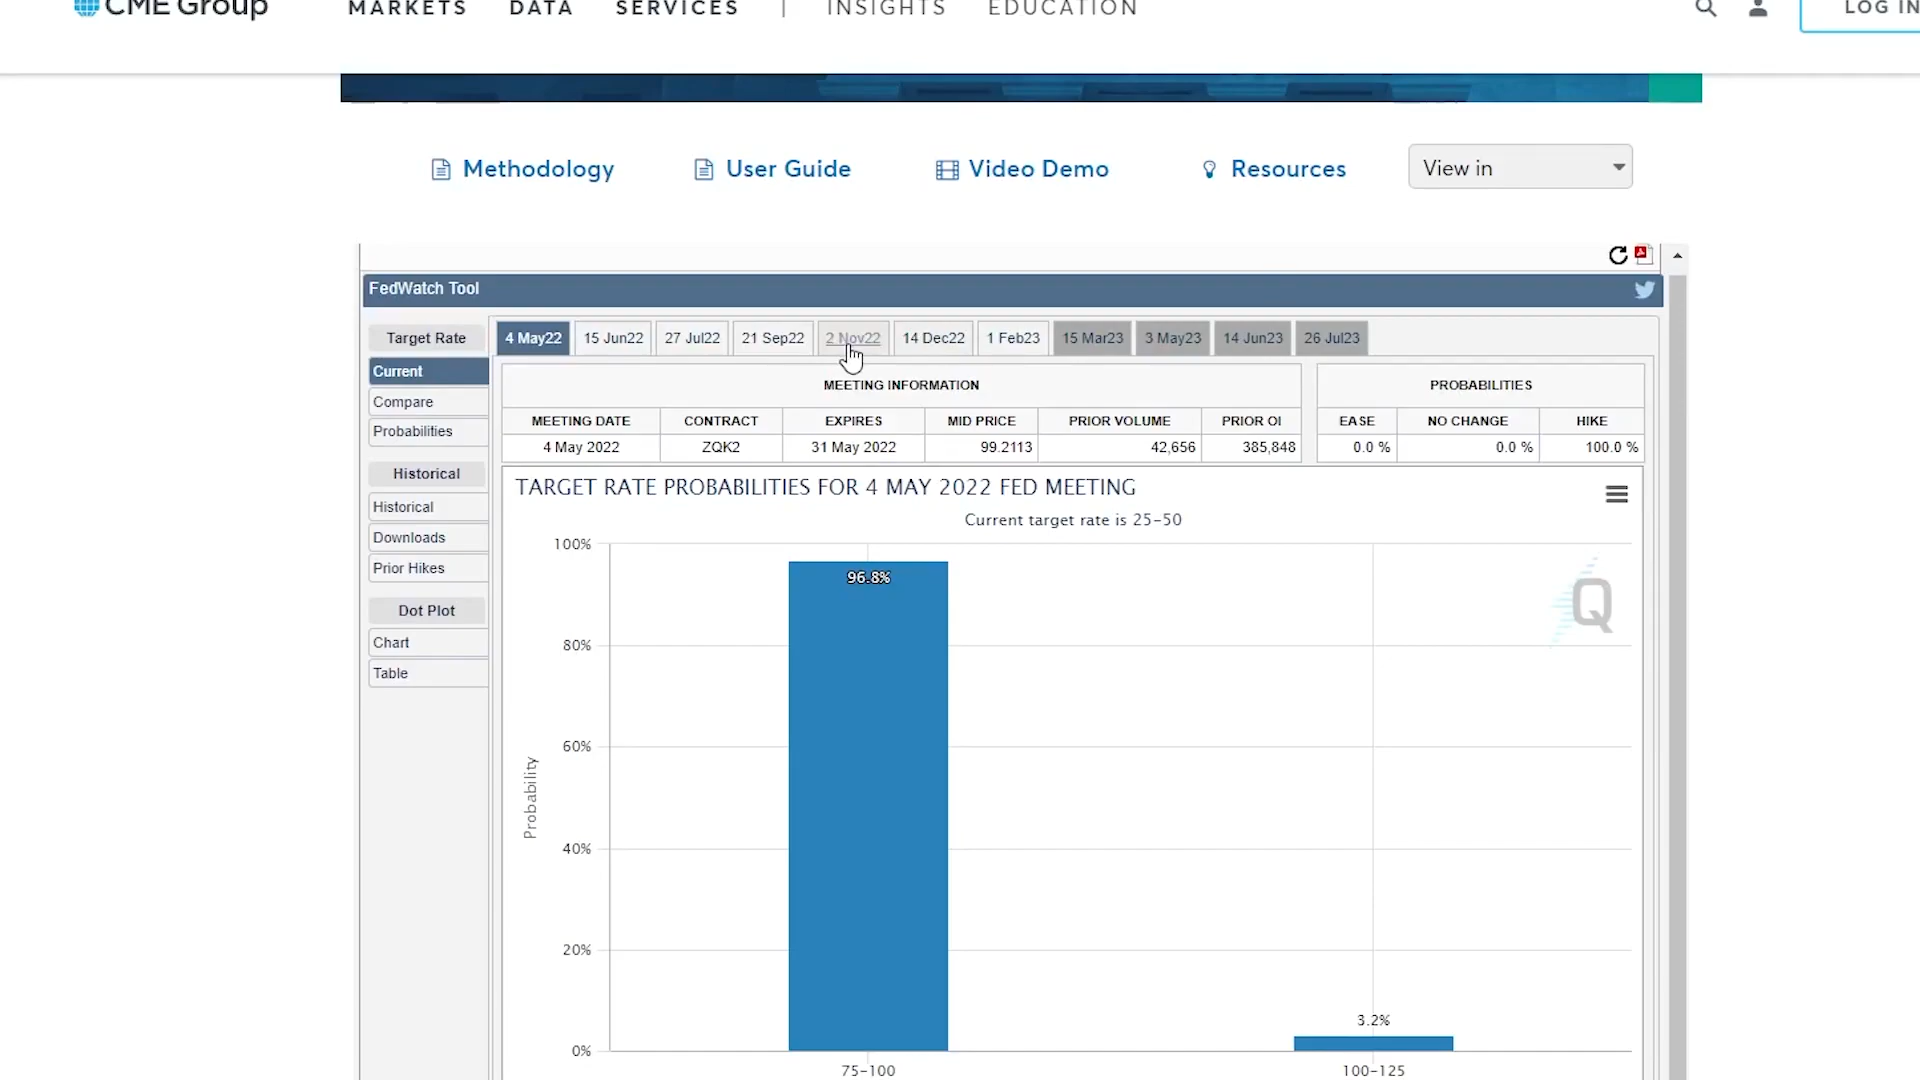 CME Group MARKETS DATA SERVICES | INSIGHTS EDUCATION LOG IN
Methodology User Guide Video Demo Resources View in
FedWatch Tool
Target Rate
Current
Compare
Probabilities
Historical
Historical
Downloads
Prior Hikes
Dot Plot
Chart
Table
4 May22 15 Jun22 27 Jul22 21 Sep22 2 Nov22 14 Dec22 1 Feb23 15 Mar23 3 May23 14 Jun23 26 Jul23
MEETING INFORMATION
MEETING DATE CONTRACT EXPIRES MID PRICE PRIOR VOLUME PRIOR OI
4 May 2022 ZQK2 31 May 2022 99.2113 42,656 385,848
PROBABILITIES
EASE NO CHANGE HIKE
0.0 % 0.0 % 100.0 %
TARGET RATE PROBABILITIES FOR 4 MAY 2022 FED MEETING
Current target rate is 25-50
100%
96.8%
Q
80%
60%
Probability
40%
20%
3.2%
0%
75-100 100-125